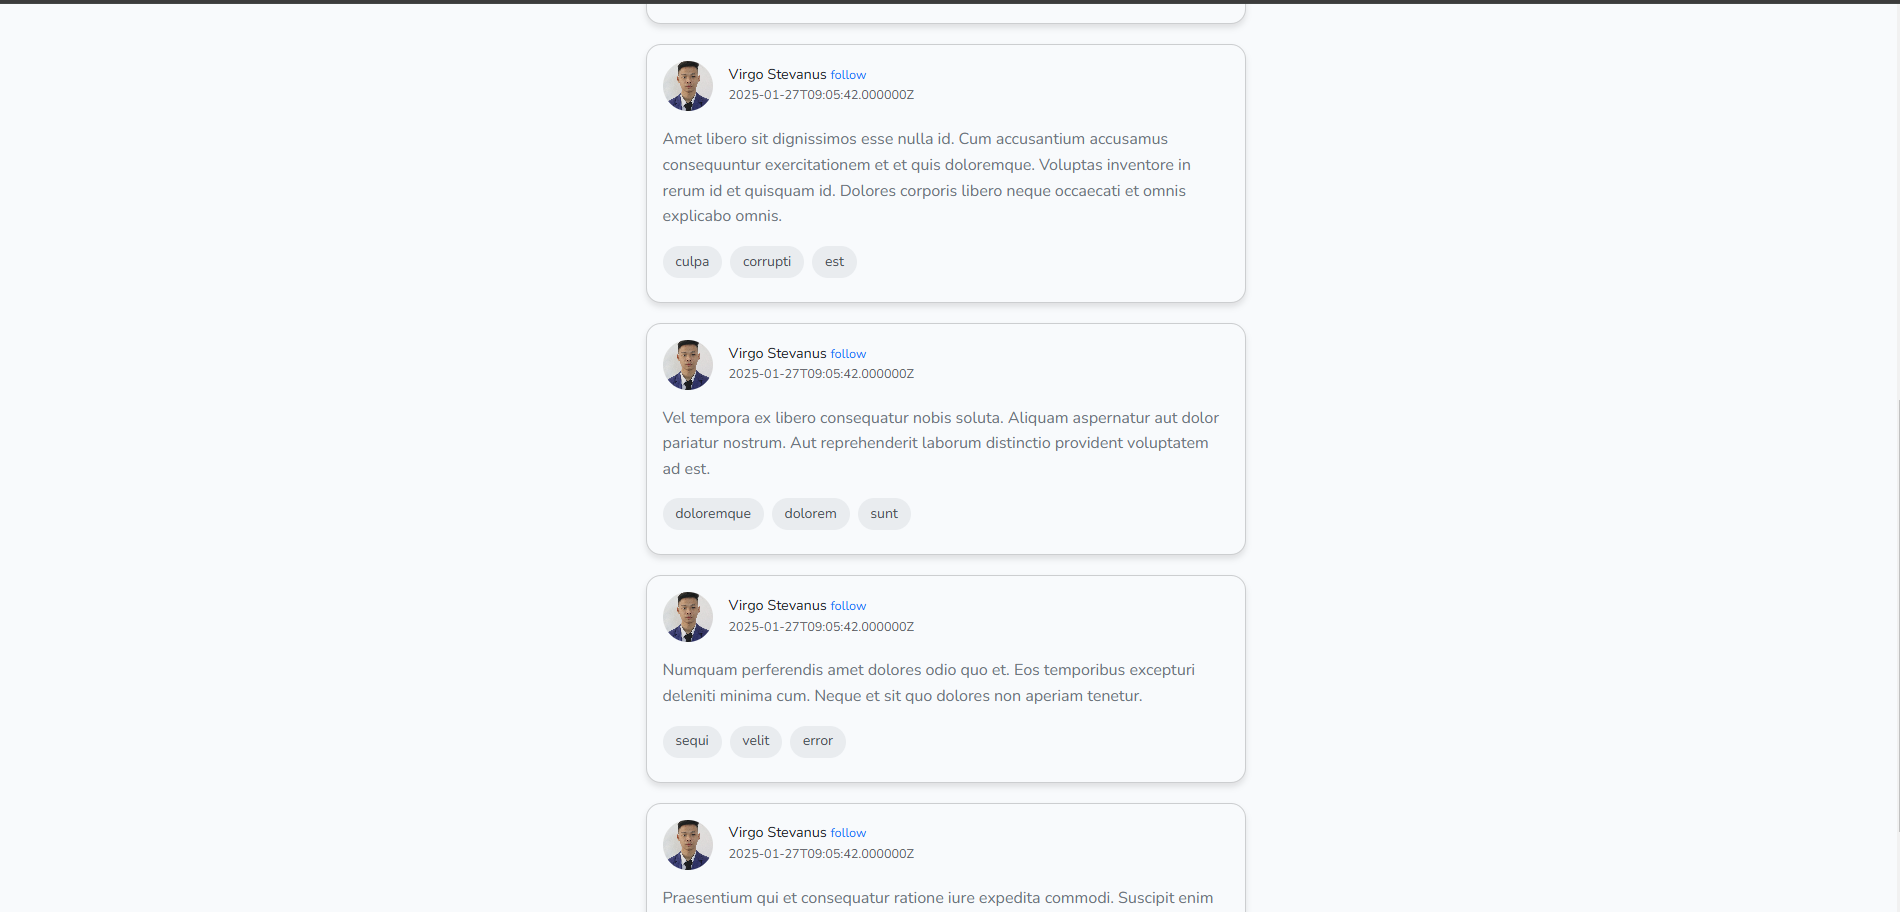 Virgo Stevanus follow
2025-01-27T09:05:42.000000Z
Amet libero sit dignissimos esse nulla id. Cum accusantium accusamus
consequuntur exercitationem et et quis doloremque. Voluptas inventore in
rerum id et quisquam id. Dolores corporis libero neque occaecati et omnis
explicabo omnis.
culpa corrupti est
Virgo Stevanus follow
2025-01-27T09:05:42.000000Z
Vel tempora ex libero consequatur nobis soluta. Aliquam aspernatur aut dolor
pariatur nostrum. Aut reprehenderit laborum distinctio provident voluptatem
ad est.
doloremque dolorem sunt
Virgo Stevanus follow
2025-01-27T09:05:42.000000Z
Numquam perferendis amet dolores odio quo et. Eos temporibus excepturi
deleniti minima cum. Neque et sit quo dolores non aperiam tenetur.
sequi velit error
Virgo Stevanus follow
2025-01-27T09:05:42.000000Z
Praesentium qui et consequatur ratione iure expedita commodi. Suscipit enim